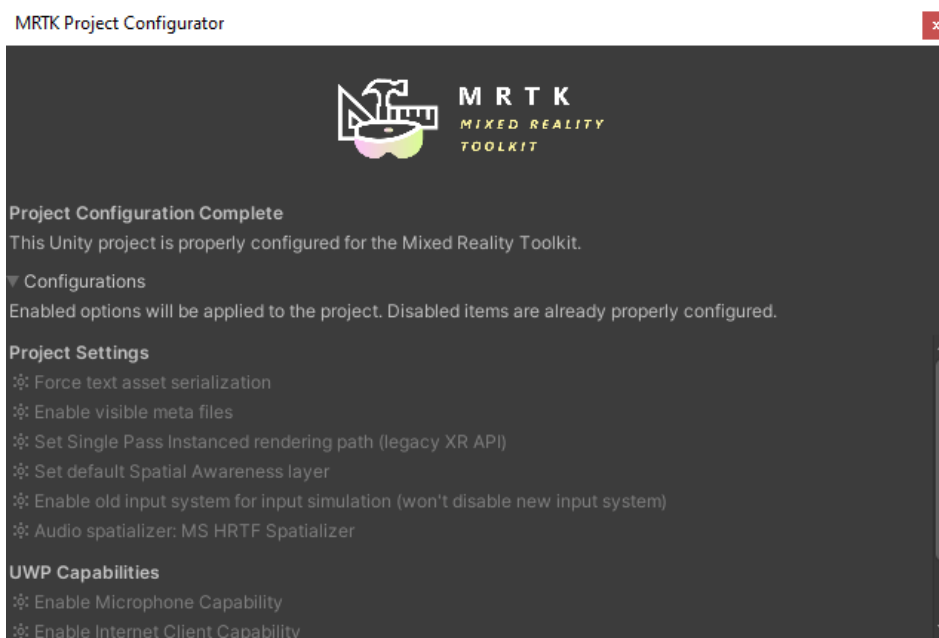 MRTK Project Configurator
MRTK
MIXED REALITY
TOOLKIT
Project Configuration Complete
This Unity project is properly configured for the Mixed Reality Toolkit.
Configurations
Enabled options will be applied to the project. Disabled items are already properly configured.
Project Settings
Force text asset serialization
Enable visible meta files
Set Single Pass Instanced rendering path (legacy XR API)
Set default Spatial Awareness layer
Enable old input system for input simulation (won't disable new input system)
Audio spatializer: MS HRTF Spatializer
UWP Capabilities
Enable Microphone Capability
Enable Internet Client Capability